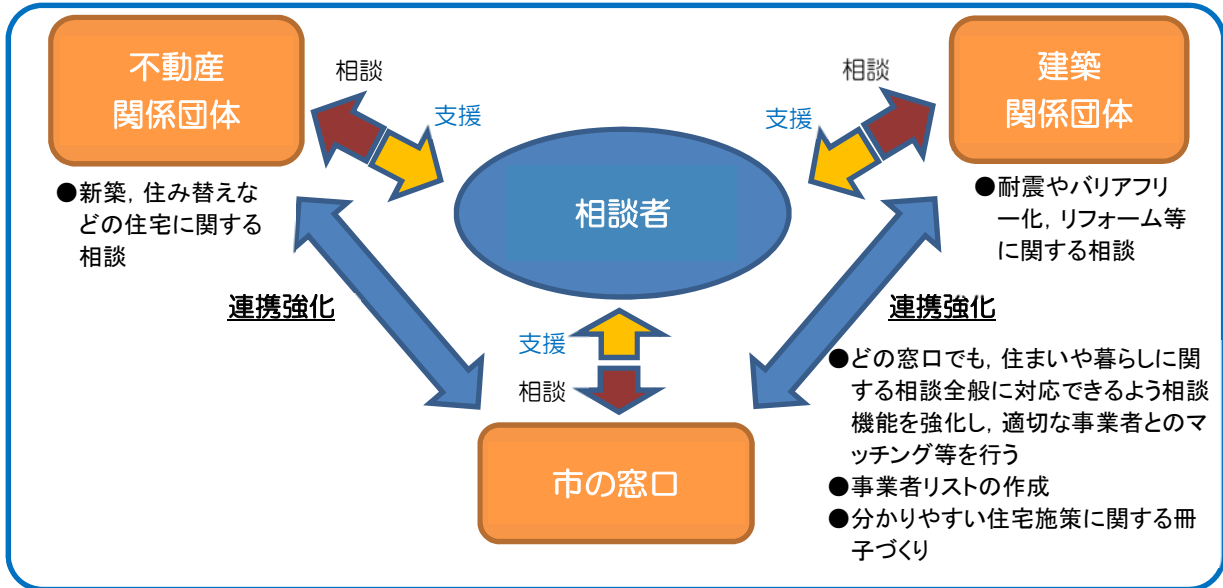 不動産
関係団体
相談
支援
●新築，住み替えな
どの住宅に関する
相談
建築
関係団体
相談
支援
●耐震やバリアフリ
ー化，リフォーム等
に関する相談
相談者
連携強化
連携強化
支援
相談
市の窓口
●どの窓口でも，住まいや暮らしに関
する相談全般に対応できるよう相談
機能を強化し，適切な事業者とのマ
ッチング等を行う
●事業者リストの作成
●分かりやすい住宅施策に関する冊
子づくり